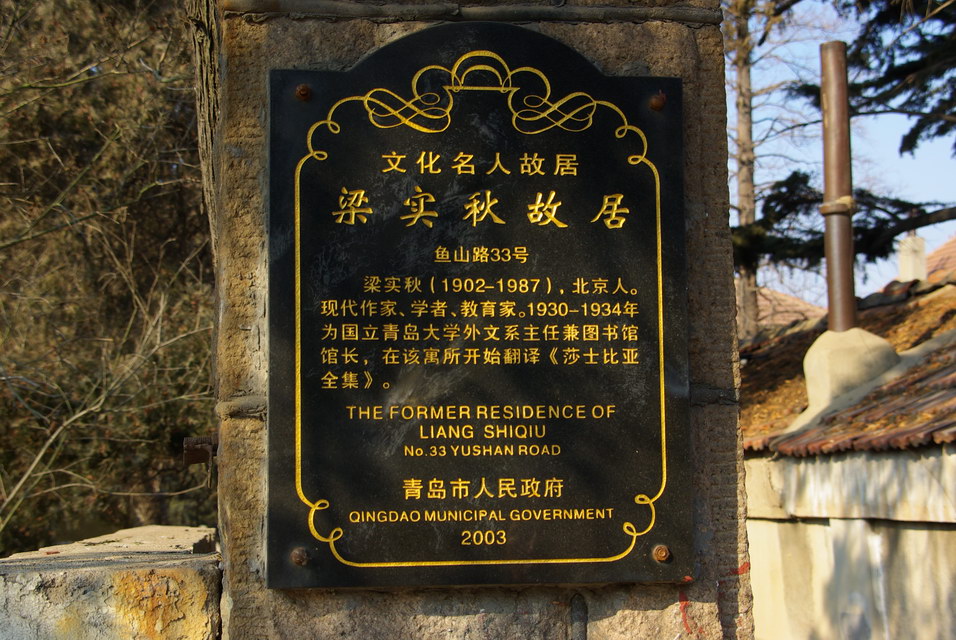 文化名人故居
梁实秋故居
鱼山路33号
梁实秋(1902-1987),北京人。
现代作家、学者、教育家。1930-1934年
为国立青岛大学外文系主任兼图书馆
馆长,在该寓所开始翻译《莎士比亚
全集》。
THE FORMER RESIDENCE OF
LIANG SHIQIU
No.33 YUSHAN ROAD
青岛市人民政府
QINGDAO MUNICIPAL GOVERNMENT
2003